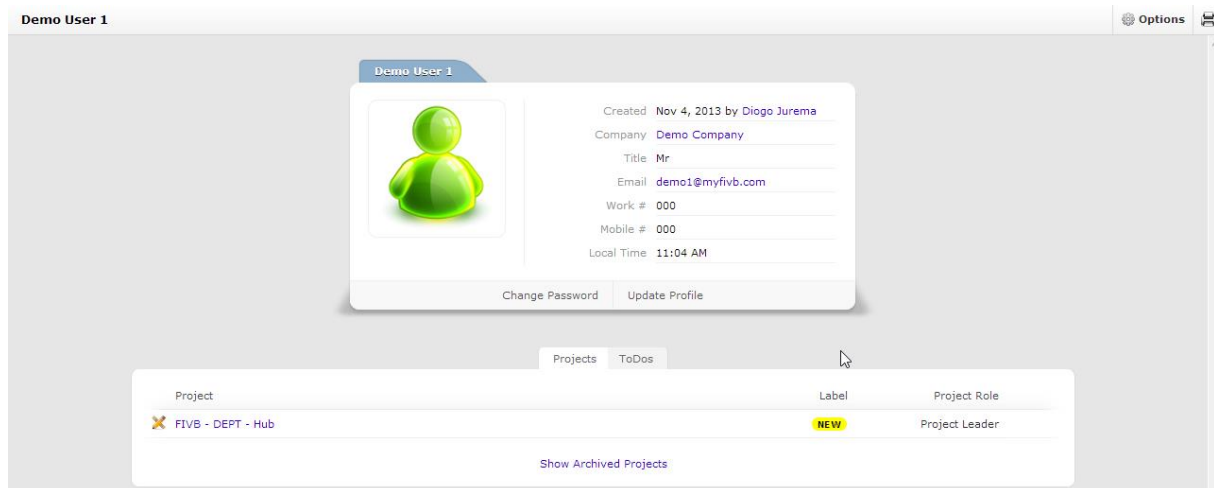 Demo User 1
Options
Demo User 1
Created Nov 4, 2013 by Diogo Jurema
Company Demo Company
Title Mr
Email demo1@myfivb.com
Work # 000
Mobile # 000
Local Time 11:04 AM
Change Password Update Profile
Projects ToDos
Project Label Project Role
FIVB - DEPT - Hub NEW Project Leader
Show Archived Projects